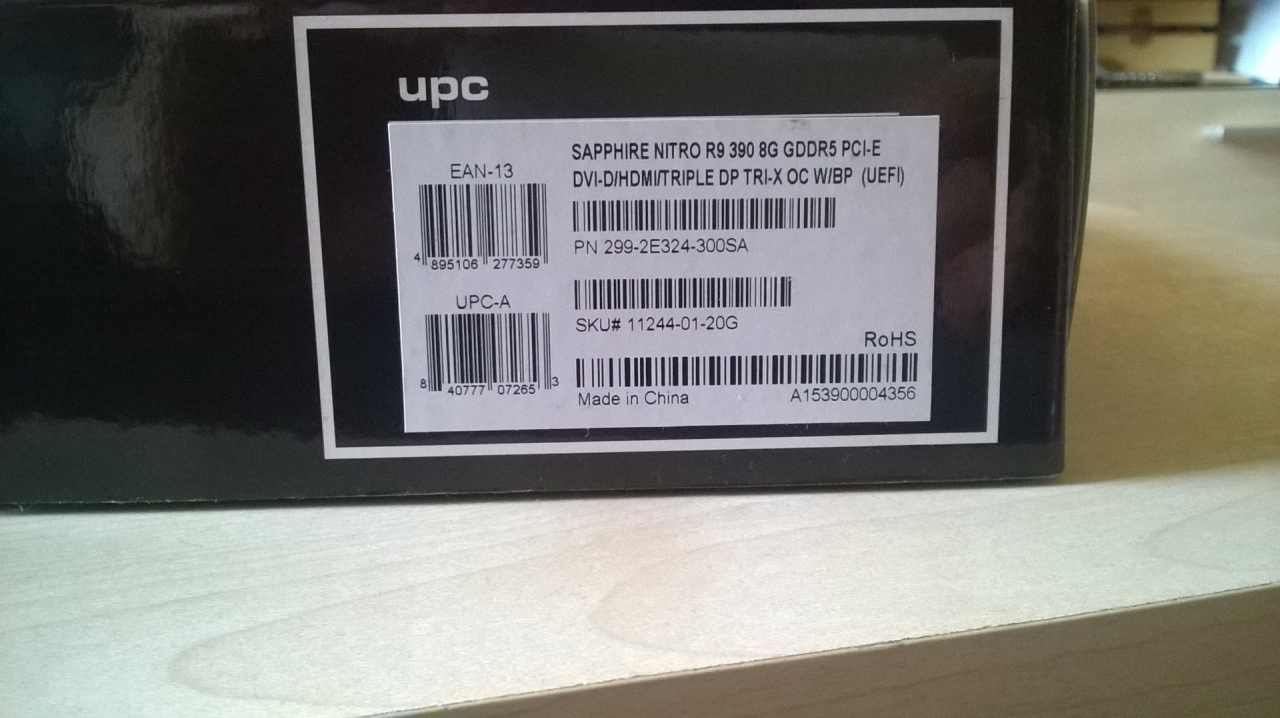 upc
SAPPHIRE NITRO R9 390 8G GDDR5 PCI-E
DVI-D/HDMI/TRIPLE DP TRI-X OC W/BP (UEFI)
EAN-13
4 895106 277359
PN 299-2E324-300SA
UPC-A
8 40777 07265 3
SKU# 11244-01-20G
RoHS
Made in China A153900004356